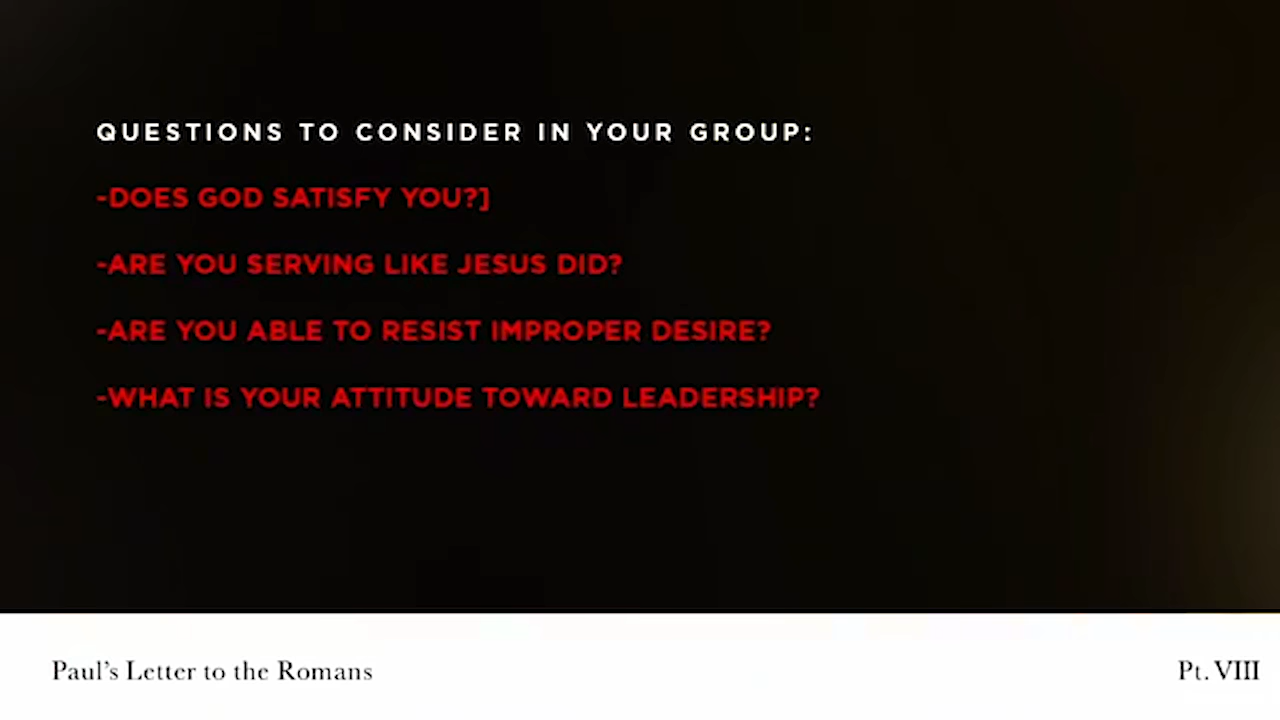 QUESTIONS TO CONSIDER IN YOUR GROUP:
-DOES GOD SATISFY YOU?]
-ARE YOU SERVING LIKE JESUS DID?
-ARE YOU ABLE TO RESIST IMPROPER DESIRE?
-WHAT IS YOUR ATTITUDE TOWARD LEADERSHIP?
Paul’s Letter to the Romans
Pt. VIII